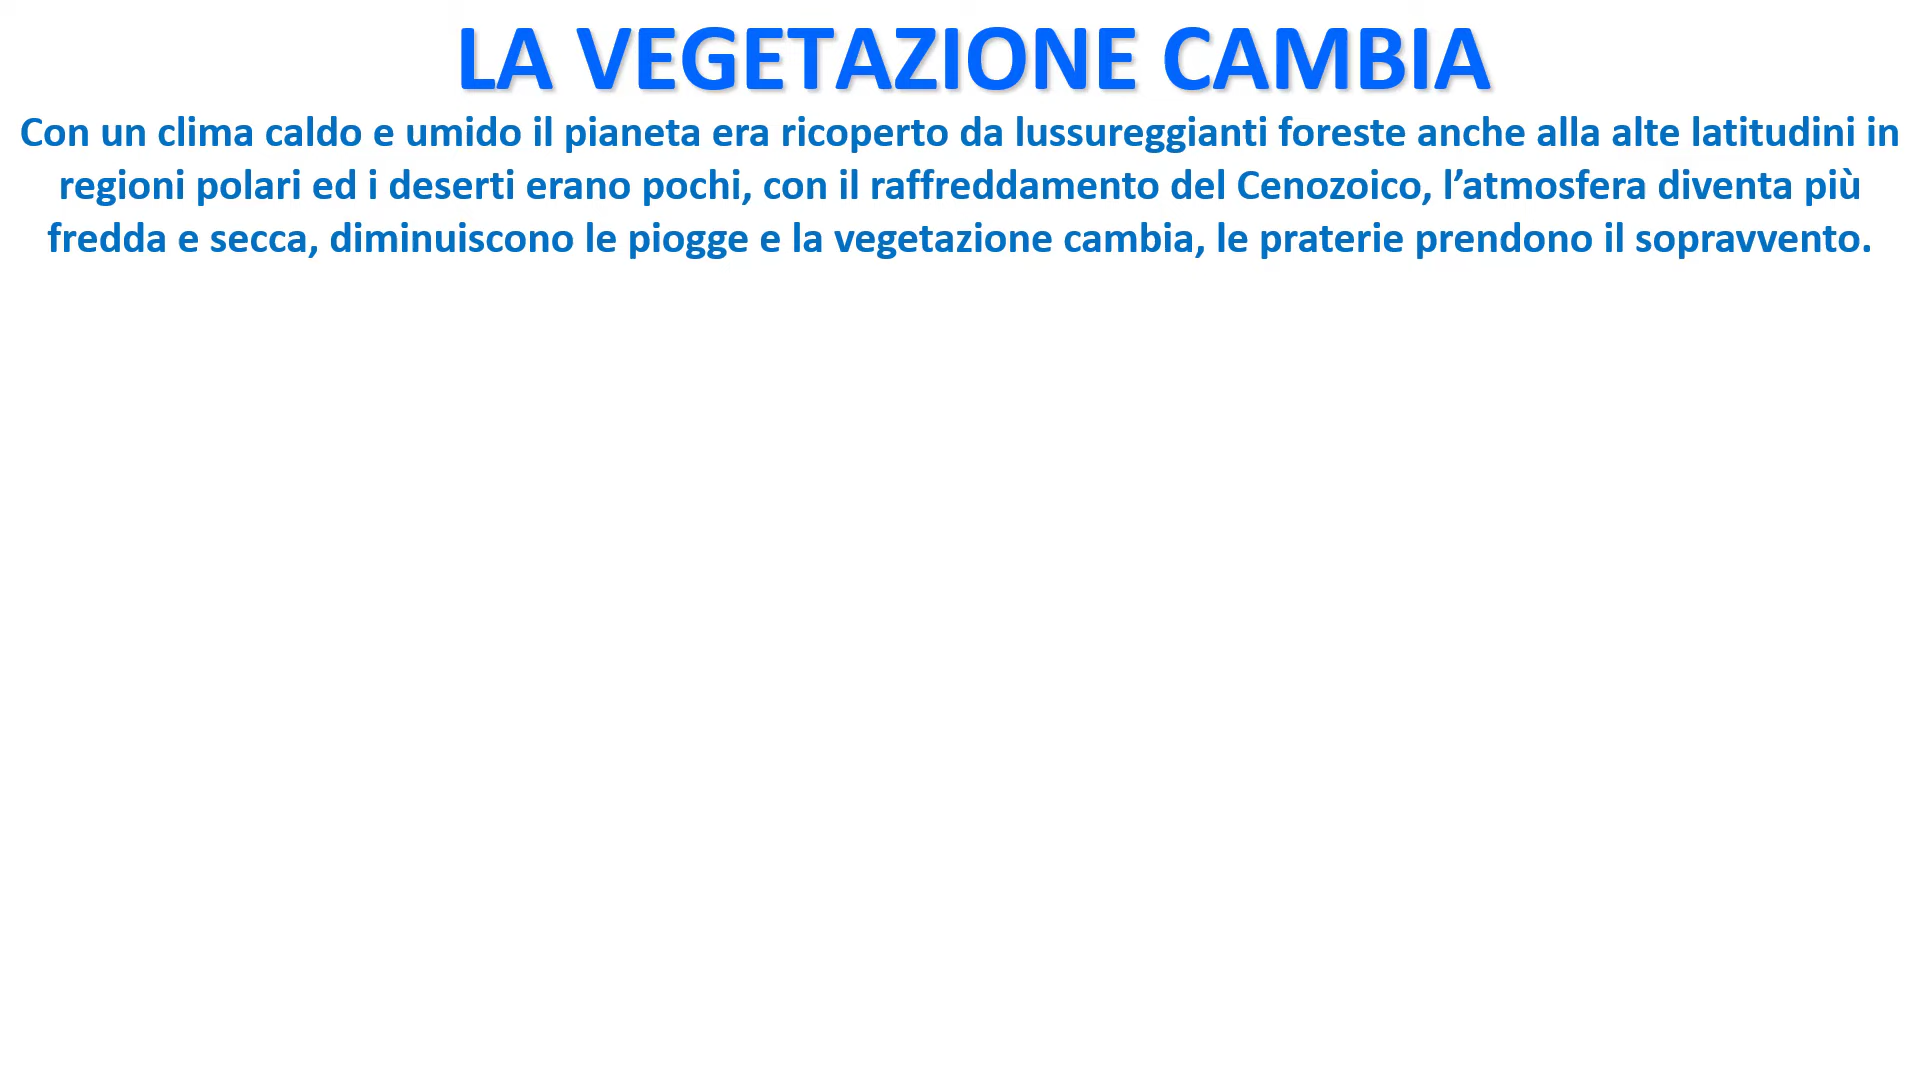 LA VEGETAZIONE CAMBIA
Con un clima caldo e umido il pianeta era ricoperto da lussureggianti foreste anche alla alte latitudini in
regioni polari ed i deserti erano pochi, con il raffreddamento del Cenozoico, l’atmosfera diventa più
fredda e secca, diminuiscono le piogge e la vegetazione cambia, le praterie prendono il sopravvento.